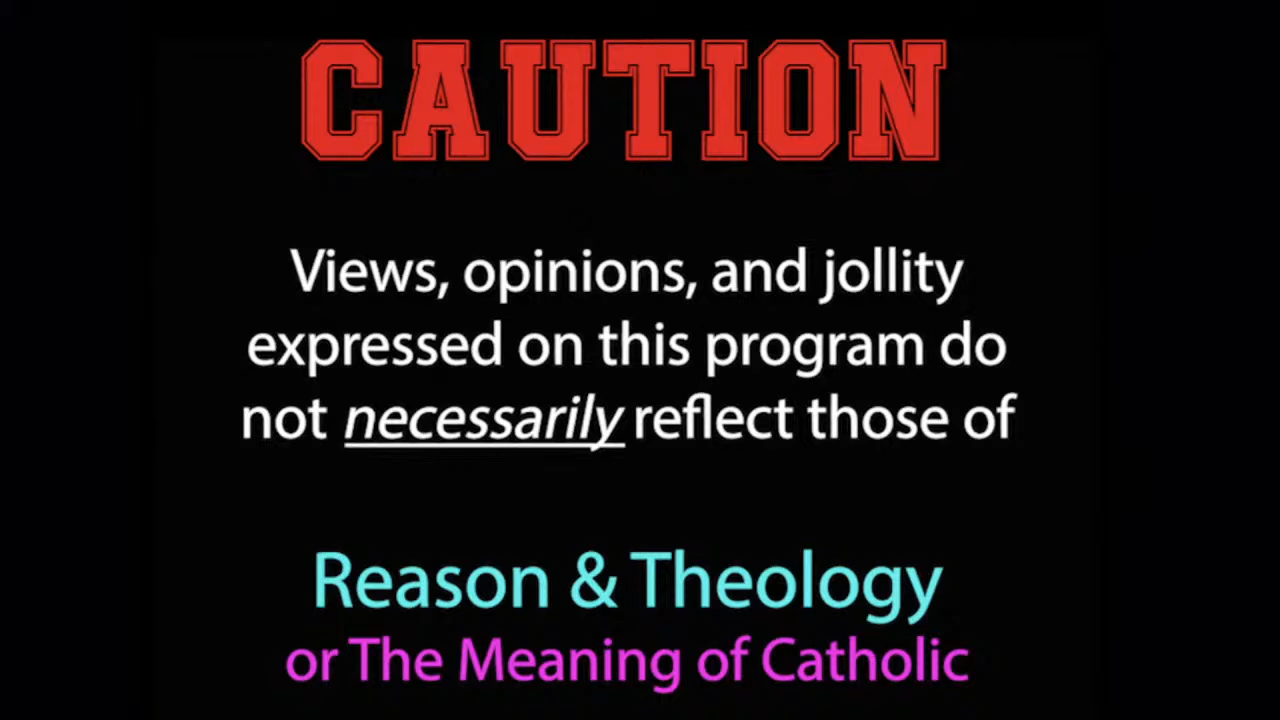 CAUTION
Views, opinions, and jollity
expressed on this program do
not necessarily reflect those of
Reason & Theology
or The Meaning of Catholic